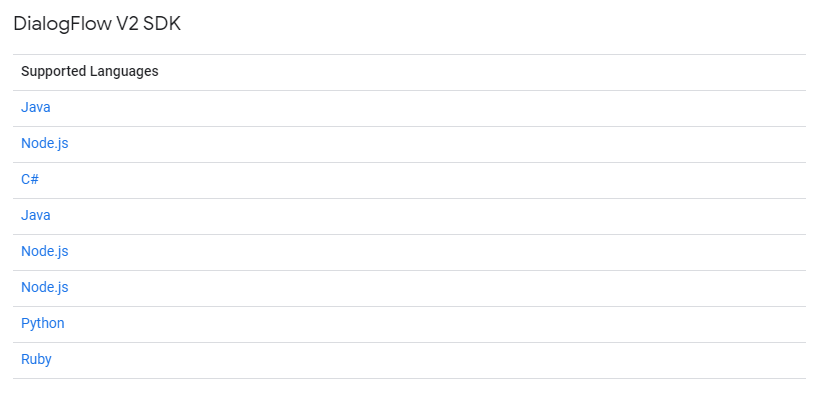 DialogFlow V2 SDK
Supported Languages
Java
Node.js
C#
Java
Node.js
Node.js
Python
Ruby